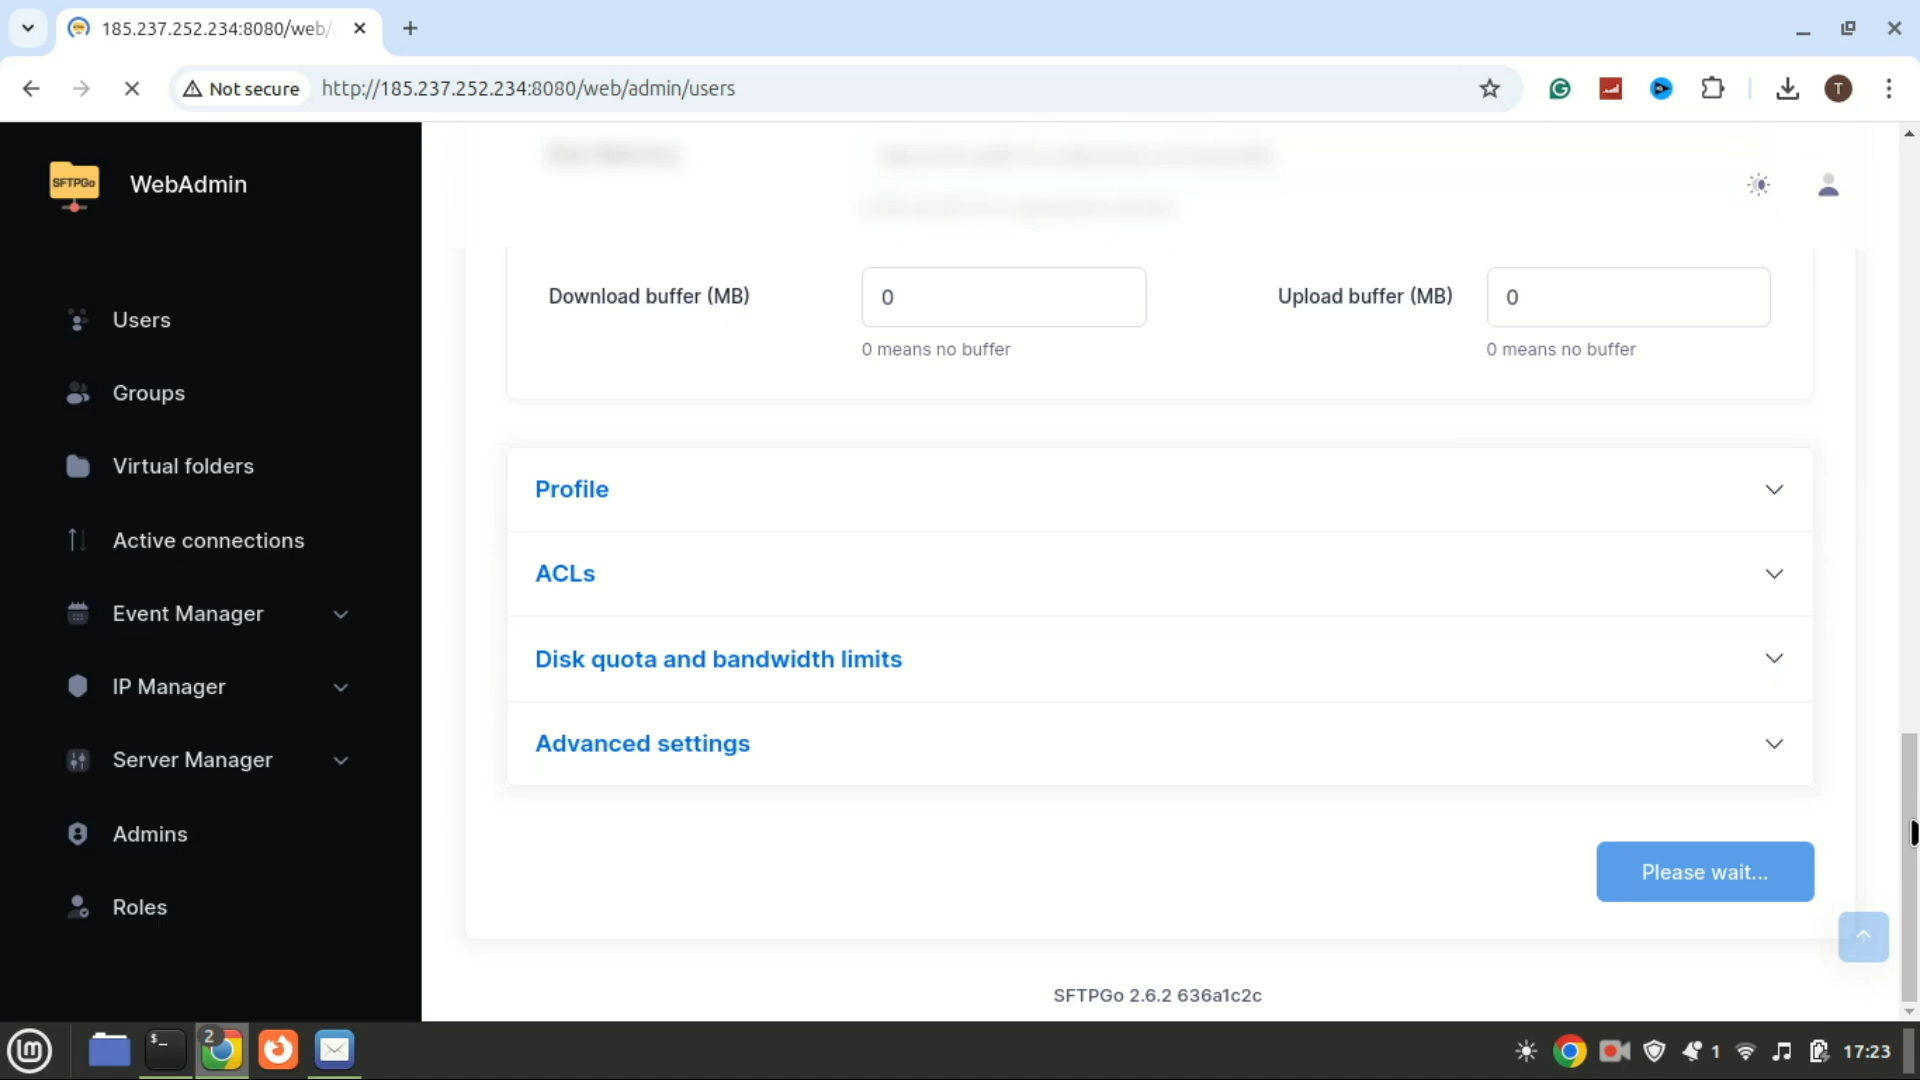 185.237.252.234:8080/web/
Not secure
http://185.237.252.234:8080/web/admin/users
T
SFTPGo
WebAdmin
Users
Groups
Virtual folders
Active connections
Event Manager
IP Manager
Server Manager
Admins
Roles
Download buffer (MB)
0
Upload buffer (MB)
0
0 means no buffer
0 means no buffer
Profile
ACLs
Disk quota and bandwidth limits
Advanced settings
Please wait...
SFTPGo 2.6.2 636a1c2c
$_
2
1
17:23